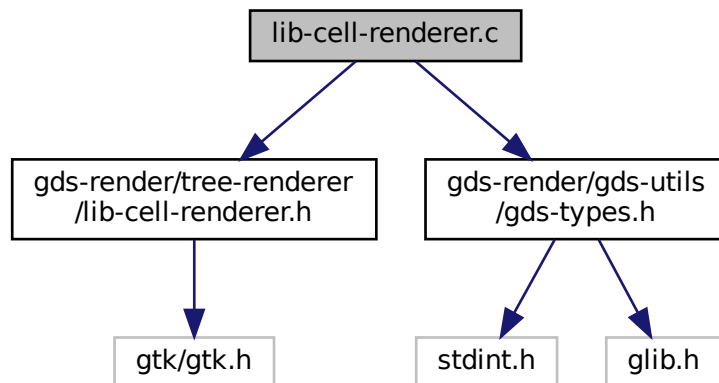 lib-cell-renderer.c
gds-render/tree-renderer
/lib-cell-renderer.h
gds-render/gds-utils
/gds-types.h
gtk/gtk.h
stdint.h
glib.h